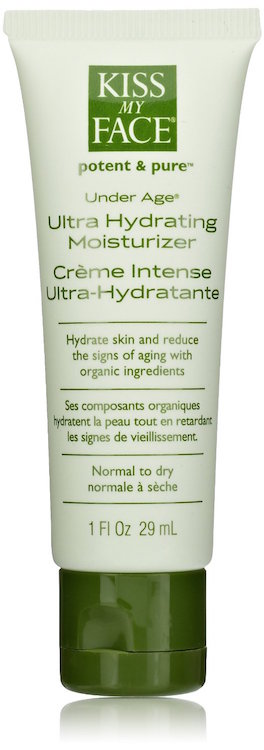 KISS
MY
FACE®
potent & pure™
Under Age®
Ultra Hydrating
Moisturizer
Crème Intense
Ultra-Hydratante
Hydrate skin and reduce
the signs of aging with
organic ingredients
Ses composants organiques
hydratent la peau tout en retardant
les signes de vieillissement.
Normal to dry
normale à sèche
1 Fl Oz 29 mL